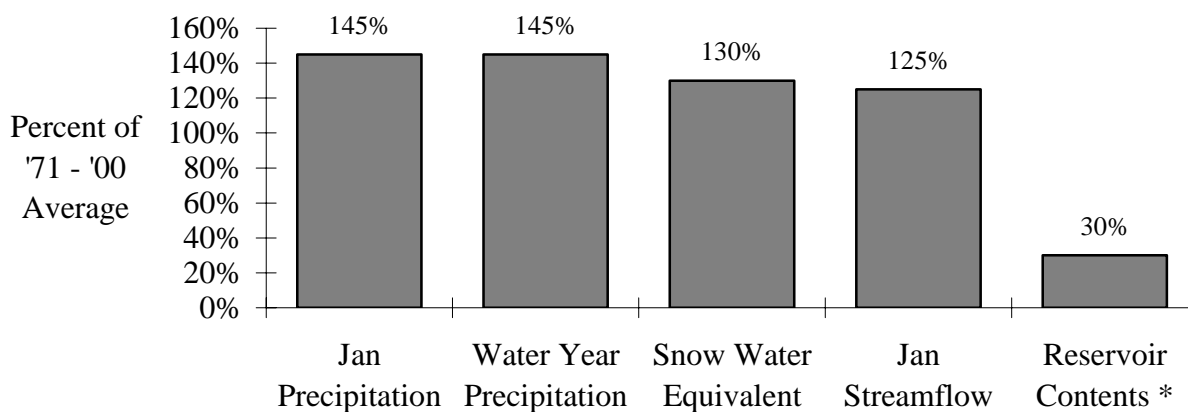 Percent of
'71 - '00
Average
160%
140%
120%
100%
80%
60%
40%
20%
0%
145%
145%
130%
125%
30%
Jan
Precipitation
Water Year
Precipitation
Snow Water
Equivalent
Jan
Streamflow
Reservoir
Contents *